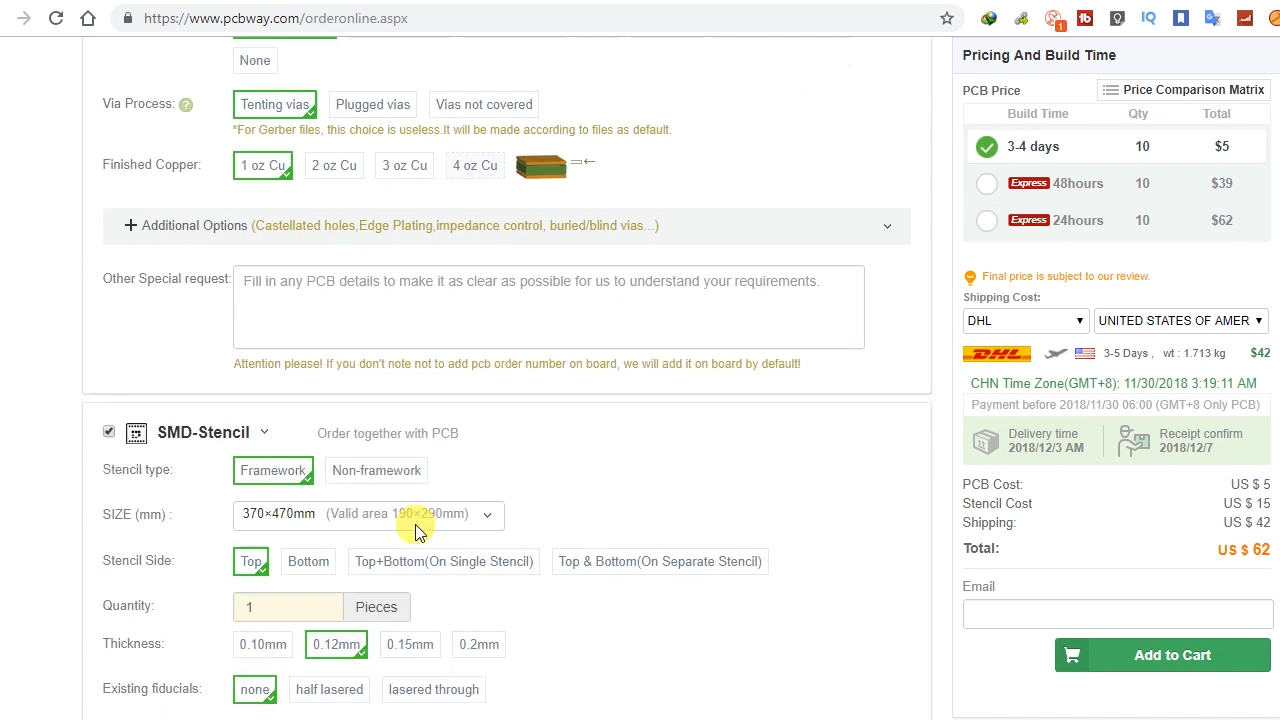 https://www.pcbway.com/orderonline.aspx
1
None
Via Process: ?
Tenting vias
Plugged vias
Vias not covered
*For Gerber files, this choice is useless.It will be made according to files as default.
Finished Copper:
1 oz Cu
2 oz Cu
3 oz Cu
4 oz Cu
+ Additional Options (Castellated holes,Edge Plating,impedance control, buried/blind vias...)
Other Special request:
Fill in any PCB details to make it as clear as possible for us to understand your requirements.
Attention please! If you don't note not to add pcb order number on board, we will add it on board by default!
SMD-Stencil
Order together with PCB
Stencil type:
Framework
Non-framework
SIZE (mm) :
370×470mm (Valid area 190×290mm)
Stencil Side:
Top
Bottom
Top+Bottom(On Single Stencil)
Top & Bottom(On Separate Stencil)
Quantity:
1
Pieces
Thickness:
0.10mm
0.12mm
0.15mm
0.2mm
Existing fiducials:
none
half lasered
lasered through
Pricing And Build Time
PCB Price
Price Comparison Matrix
Build Time Qty Total
3-4 days 10 $5
Express 48hours 10 $39
Express 24hours 10 $62
Final price is subject to our review.
Shipping Cost:
DHL
UNITED STATES OF AMER
DHL 3-5 Days , wt : 1.713 kg $42
CHN Time Zone(GMT+8): 11/30/2018 3:19:11 AM
Payment before 2018/11/30 06:00 (GMT+8 Only PCB)
Delivery time
2018/12/3 AM
Receipt confirm
2018/12/7
PCB Cost: US $ 5
Stencil Cost US $ 15
Shipping: US $ 42
Total: US $ 62
Email
Add to Cart